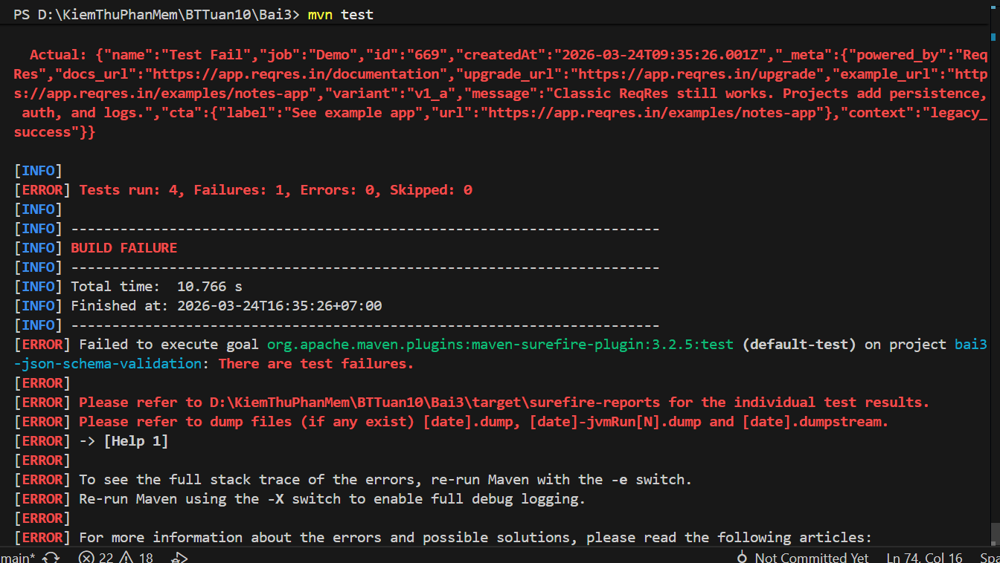 PS D:\KiemThuPhanMem\BTTuan10\Bai3> mvn test
Actual: {"name":"Test Fail","job":"Demo","id":"669","createdAt":"2026-03-24T09:35:26.001Z","_meta":{"powered_by":"Req
Res","docs_url":"https://app.reqres.in/documentation","upgrade_url":"https://app.reqres.in/upgrade","example_url":"http
s://app.reqres.in/examples/notes-app","variant":"v1_a","message":"Classic ReqRes still works. Projects add persistence,
auth, and logs.","cta":{"label":"See example app","url":"https://app.reqres.in/examples/notes-app"},"context":"legacy_
success"}}
[INFO]
[ERROR] Tests run: 4, Failures: 1, Errors: 0, Skipped: 0
[INFO]
[INFO] ------------------------------------------------------------------------
[INFO] BUILD FAILURE
[INFO] ------------------------------------------------------------------------
[INFO] Total time:  10.766 s
[INFO] Finished at: 2026-03-24T16:35:26+07:00
[INFO] ------------------------------------------------------------------------
[ERROR] Failed to execute goal org.apache.maven.plugins:maven-surefire-plugin:3.2.5:test (default-test) on project bai3
-json-schema-validation: There are test failures.
[ERROR]
[ERROR] Please refer to D:\KiemThuPhanMem\BTTuan10\Bai3\target\surefire-reports for the individual test results.
[ERROR] Please refer to dump files (if any exist) [date].dump, [date]-jvmRun[N].dump and [date].dumpstream.
[ERROR] -> [Help 1]
[ERROR]
[ERROR] To see the full stack trace of the errors, re-run Maven with the -e switch.
[ERROR] Re-run Maven using the -X switch to enable full debug logging.
[ERROR]
[ERROR] For more information about the errors and possible solutions, please read the following articles:
main* 22 18 Not Committed Yet Ln 74, Col 16 Spa